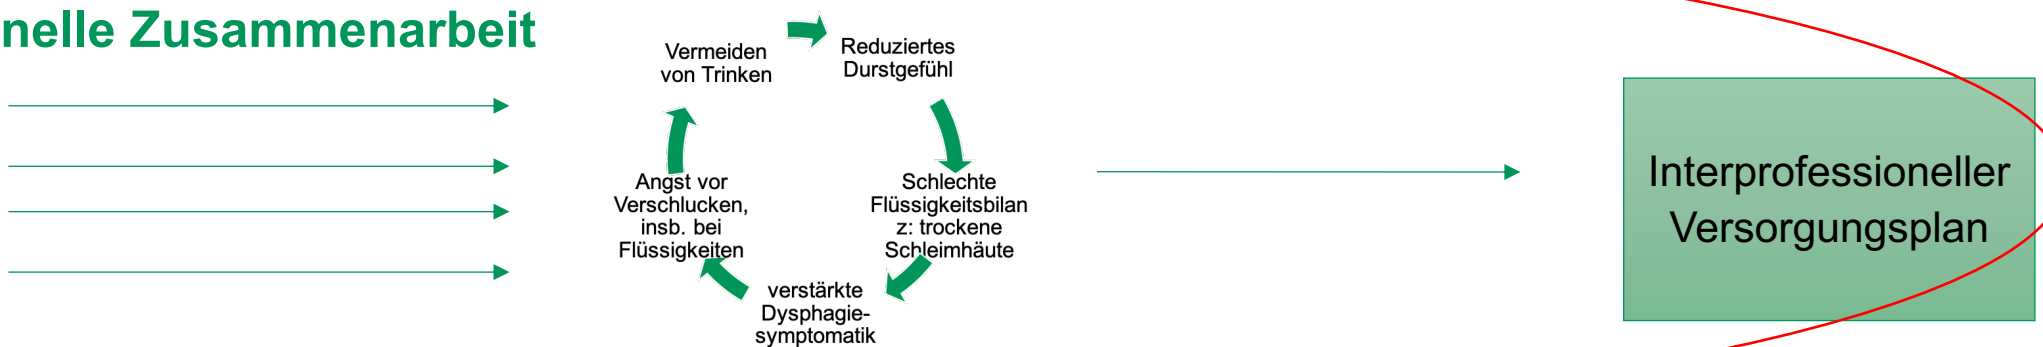 nelle Zusammenarbeit
Vermeiden
von Trinken
Reduziertes
Durstgefühl
Schlechte
Flüssigkeitsbilan
z: trockene
Schleimhäute
verstärkte
Dysphagie-
symptomatik
Angst vor
Verschlucken,
insb. bei
Flüssigkeiten
Interprofessioneller
Versorgungsplan